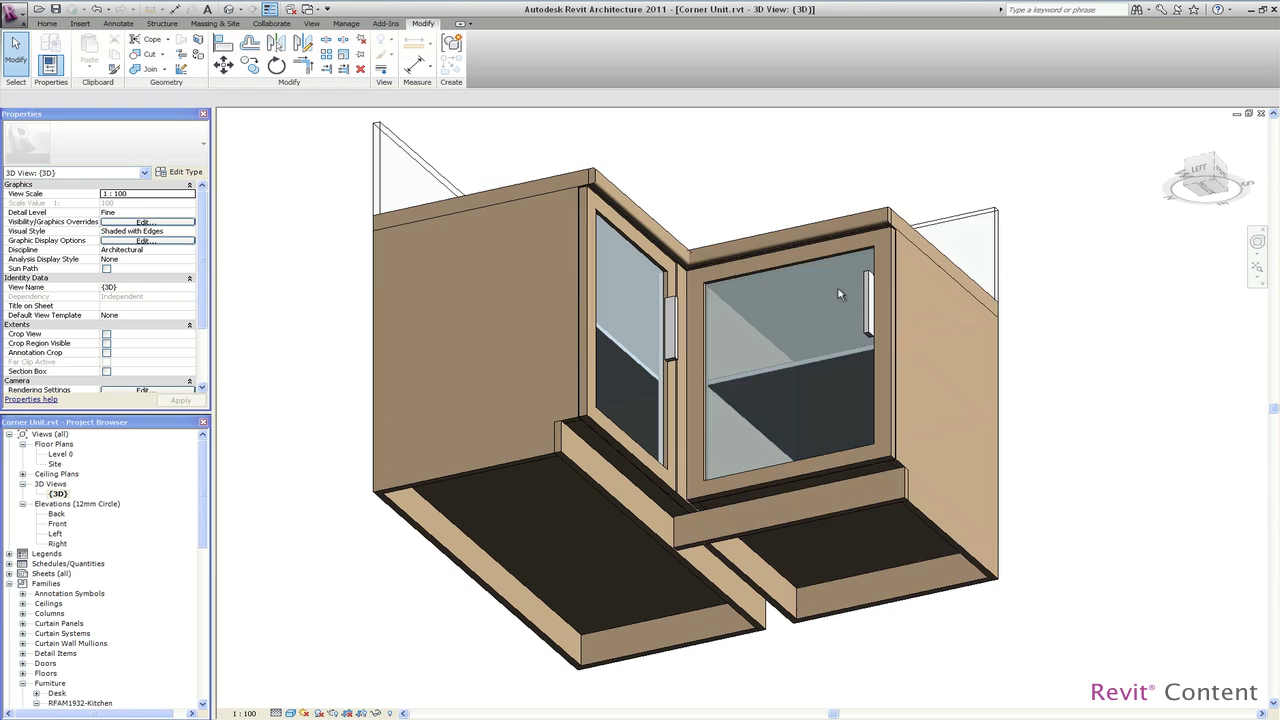 Autodesk Revit Architecture 2011 - [Corner Unit.rvt - 3D View: {3D}]
Type a keyword or phrase
Home Insert Annotate Structure Massing & Site Collaborate View Manage Add-Ins Modify
Modify Paste Cope Cut Join
Select Properties Clipboard Geometry Modify View Measure Create
Properties
3D View: {3D} Edit Type
Graphics
View Scale 1 : 100
Scale Value 1: 100
Detail Level Fine
Visibility/Graphics Overrides Edit...
Visual Style Shaded with Edges
Graphic Display Options Edit...
Discipline Architectural
Analysis Display Style None
Sun Path
Identity Data
View Name {3D}
Dependency Independent
Title on Sheet
Default View Template None
Extents
Crop View
Crop Region Visible
Annotation Crop
Far Clip Active
Section Box
Camera
Rendering Settings Edit...
Properties help Apply
Corner Unit.rvt - Project Browser
Views (all)
Floor Plans
Level 0
Site
Ceiling Plans
3D Views
{3D}
Elevations (12mm Circle)
Back
Front
Left
Right
Legends
Schedules/Quantities
Sheets (all)
Families
Annotation Symbols
Ceilings
Columns
Curtain Panels
Curtain Systems
Curtain Wall Mullions
Detail Items
Doors
Floors
Furniture
Desk
RFAM1932-Kitchen
LEFT
1 : 100
Revit® Content